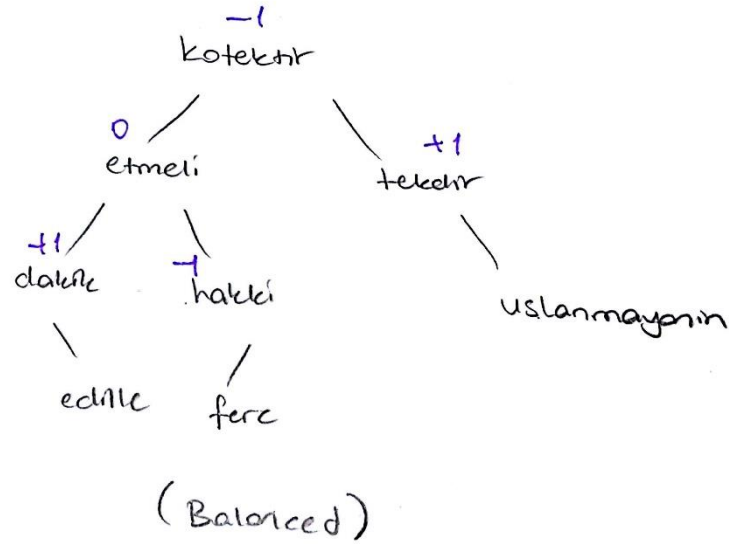 -1
kotektir
0
etmeli
+1
tekdir
+1
dakik
-1
hakki
uslanmayanin
edilk
ferc
(Balanced)